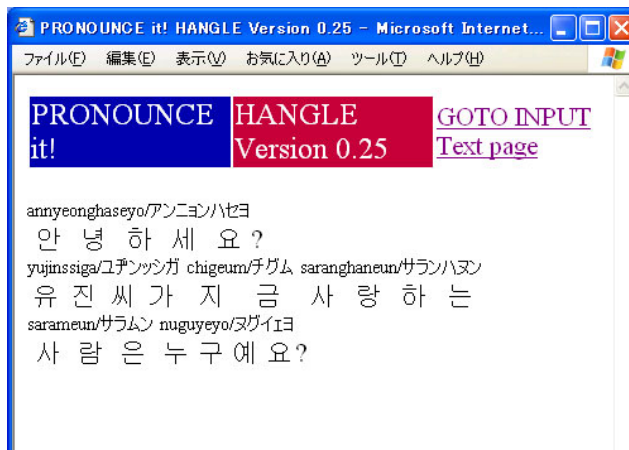 PRONOUNCE it! HANGLE Version 0.25 - Microsoft Internet...
ファイル(F) 編集(E) 表示(V) お気に入り(A) ツール(T) ヘルプ(H)
PRONOUNCE it!
HANGLE Version 0.25
GOTO INPUT Text page
annyeonghaseyo/アンニョンハセヨ
안녕하세요?
yujinssiga/ユヂンッシガ chigeum/チグム saranghaneun/サランハヌン
유진씨가 지금 사랑하는
sarameun/サラムン nuguyeyo/ヌグイェヨ
사람은 누구예요?